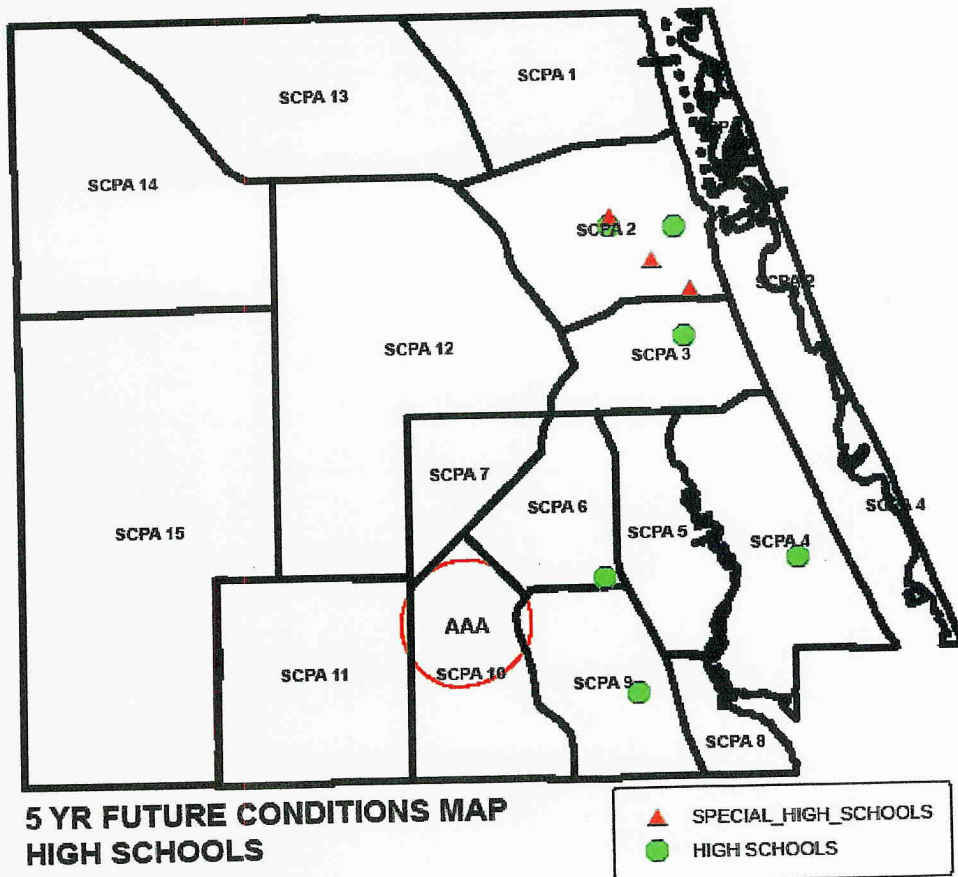 SCPA 1
SCPA 13
SCPA 14
SCPA 2
SCPA 2
SCPA 12
SCPA 3
SCPA 7
SCPA 6
SCPA 5
SCPA 4
SCPA 4
SCPA 15
AAA
SCPA 10
SCPA 11
SCPA 9
SCPA 8
5 YR FUTURE CONDITIONS MAP
HIGH SCHOOLS
SPECIAL_HIGH_SCHOOLS
HIGH SCHOOLS